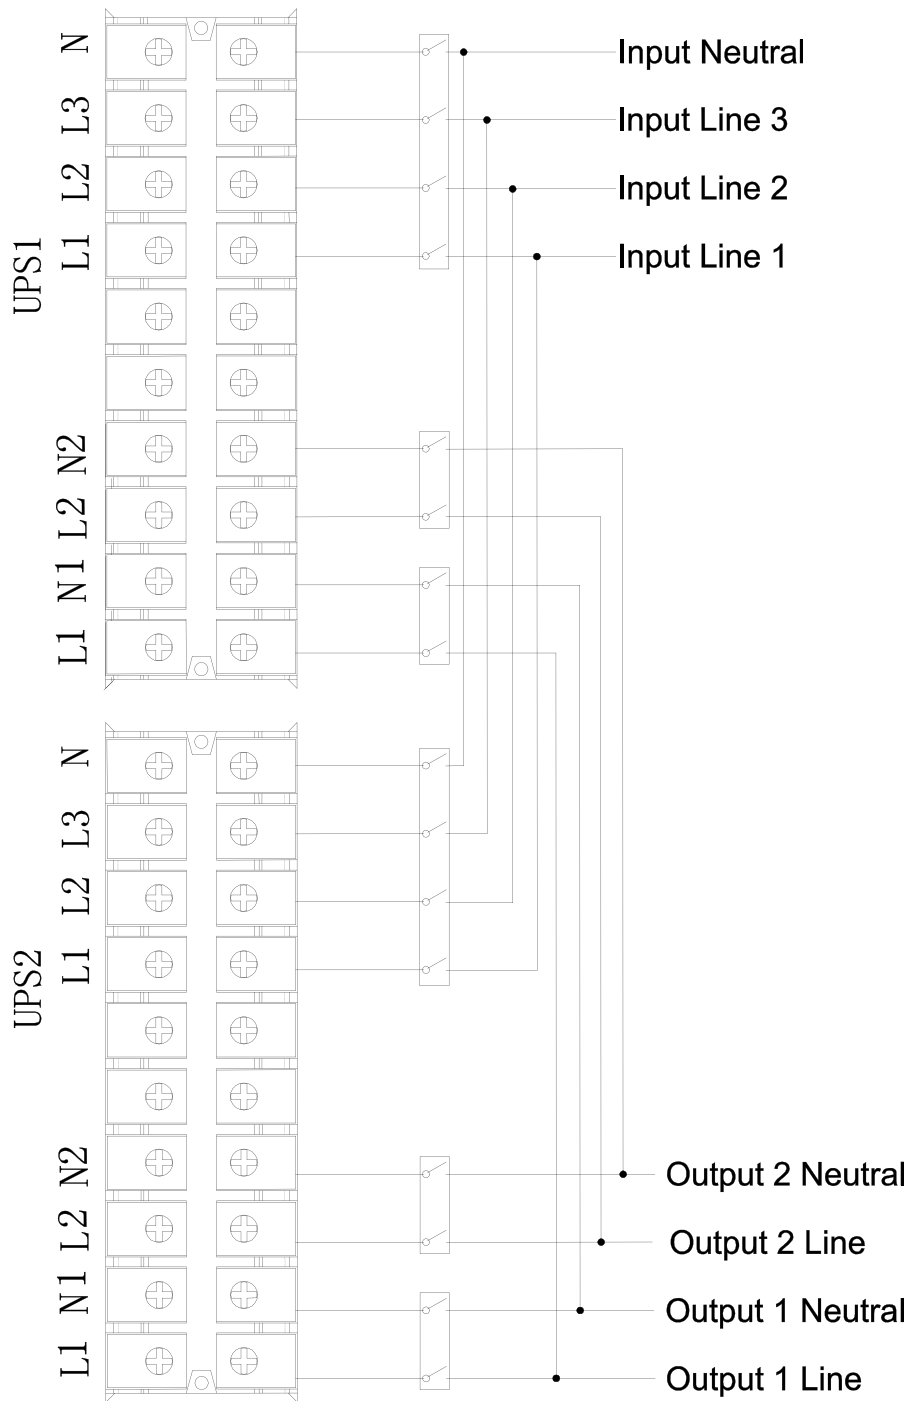 N
Input Neutral
L3
Input Line 3
L2
Input Line 2
L1
Input Line 1
UPS1
N2
L2
N1
L1
N
L3
L2
L1
UPS2
N2
Output 2 Neutral
L2
Output 2 Line
N1
Output 1 Neutral
L1
Output 1 Line